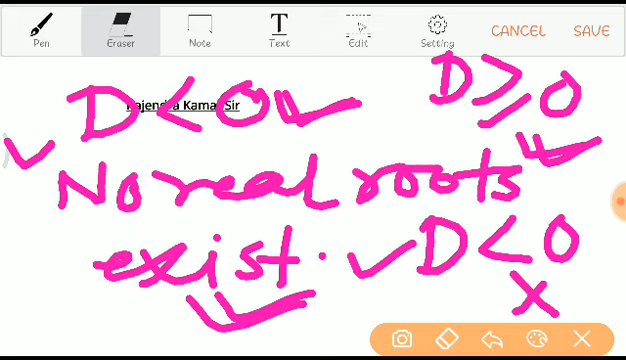 Pen Eraser Note Text Edit Setting CANCEL SAVE
D<0 D≥0
Rajendra Kamal Sir
No real roots
exist. D<0